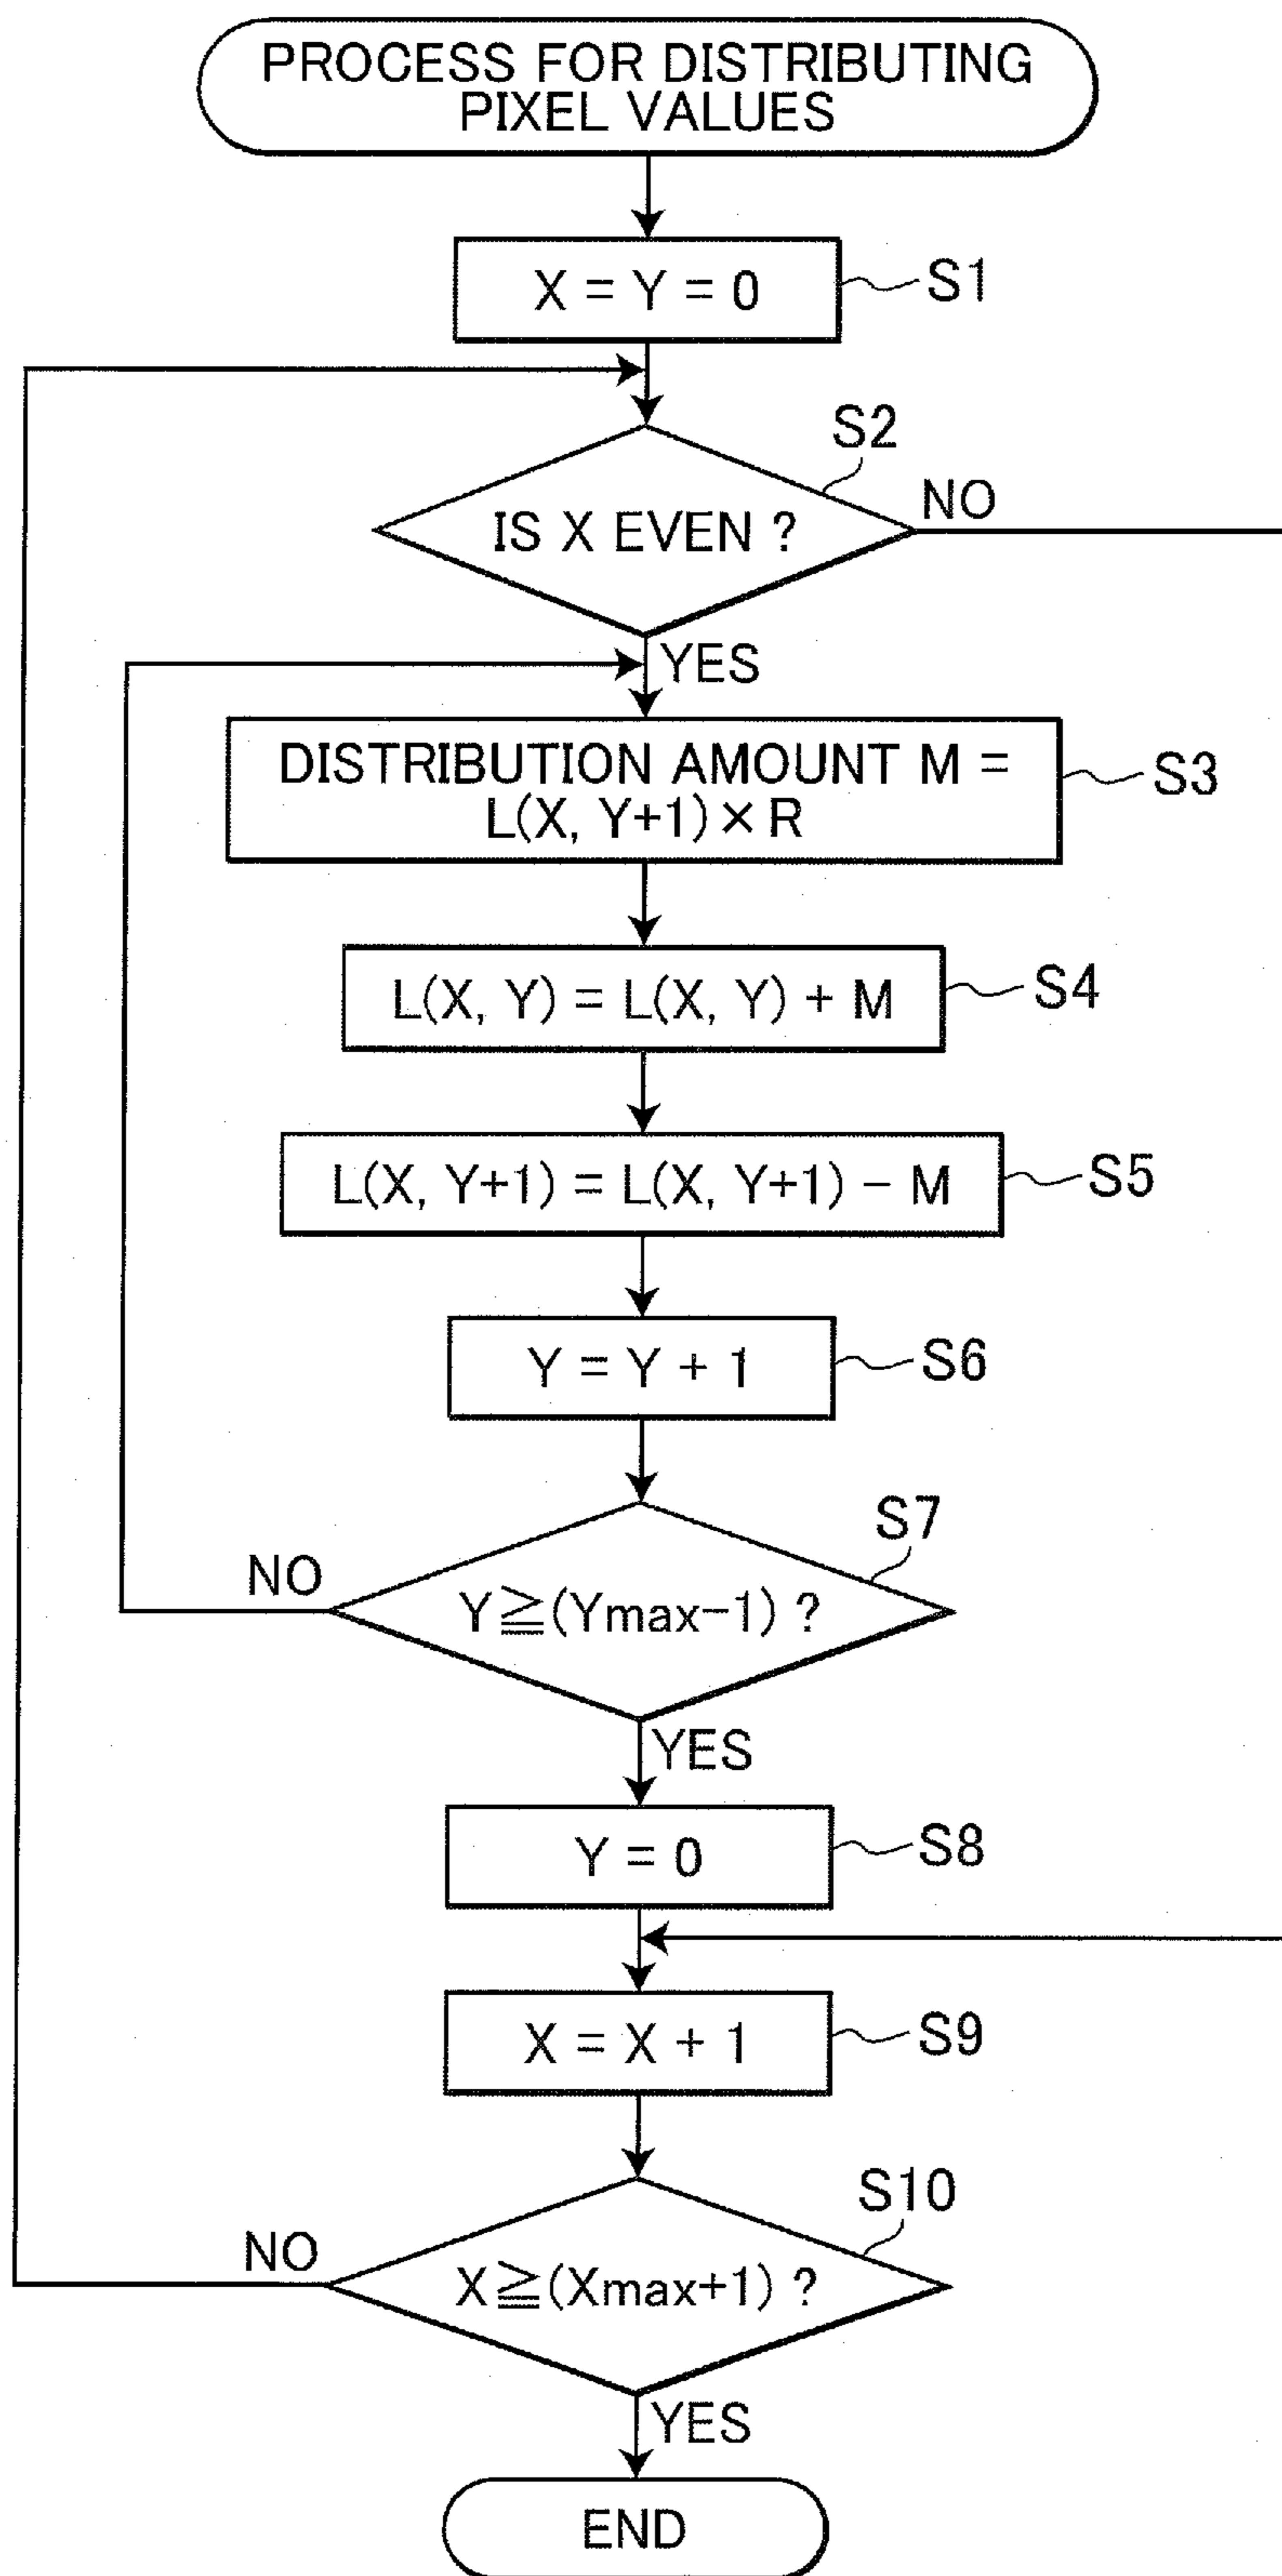 PROCESS FOR DISTRIBUTING
PIXEL VALUES
X = Y = 0
S1
S2
IS X EVEN ?
NO
YES
DISTRIBUTION AMOUNT M =
L(X, Y+1) × R
S3
L(X, Y) = L(X, Y) + M
S4
L(X, Y+1) = L(X, Y+1) − M
S5
Y = Y + 1
S6
S7
Y≧(Ymax−1) ?
NO
YES
Y = 0
S8
X = X + 1
S9
S10
X≧(Xmax+1) ?
NO
YES
END